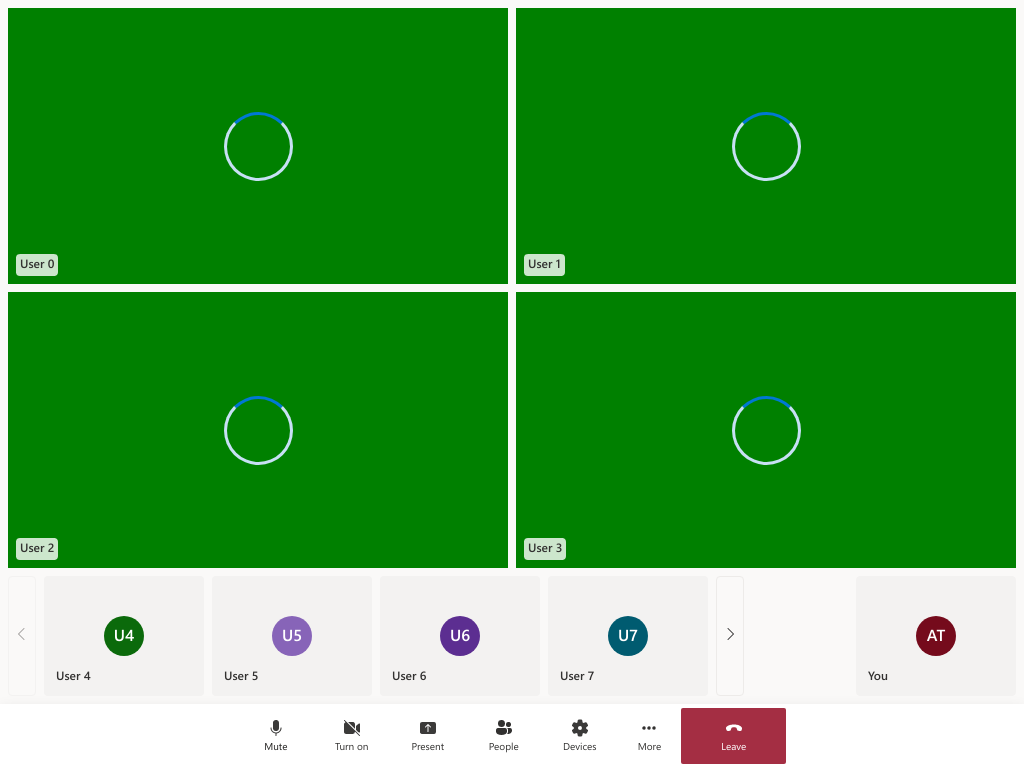 User 0
User 1
User 2
User 3
U4
User 4
U5
User 5
U6
User 6
U7
User 7
AT
You
Mute
Turn on
Present
People
Devices
More
Leave